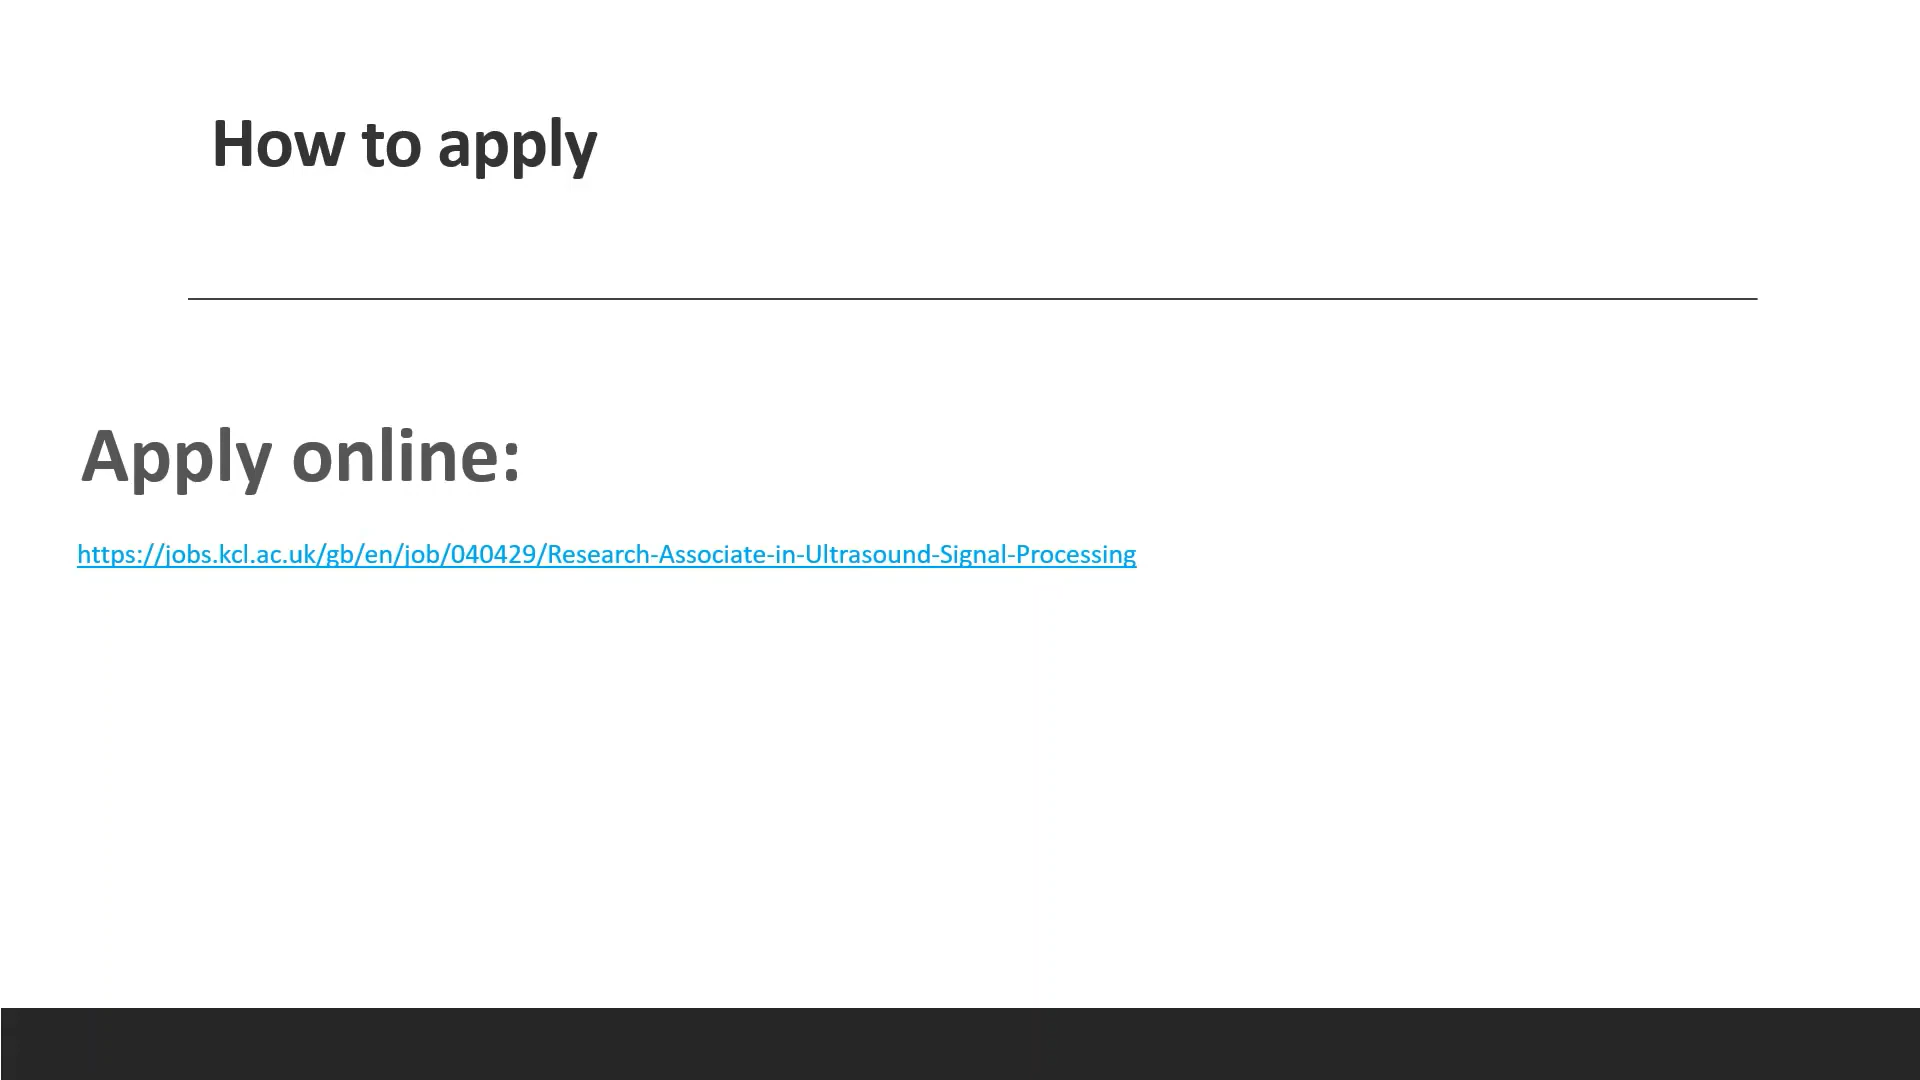 How to apply
Apply online:
https://jobs.kcl.ac.uk/gb/en/job/040429/Research-Associate-in-Ultrasound-Signal-Processing